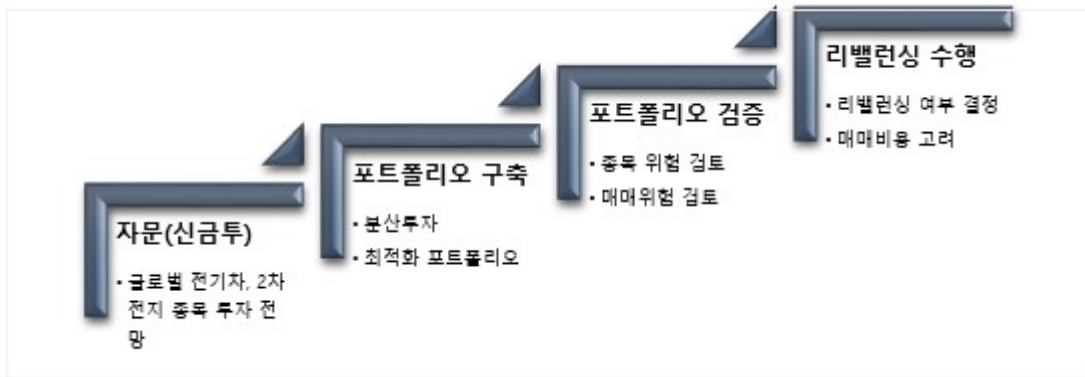 자문(신금투)
• 글로벌 전기차, 2차
전지 종목 투자 전
망
포트폴리오 구축
• 분산투자
• 최적화 포트폴리오
포트폴리오 검증
• 종목 위험 검토
• 매매위험 검토
리밸런싱 수행
• 리밸런싱 여부 결정
• 매매비용 고려